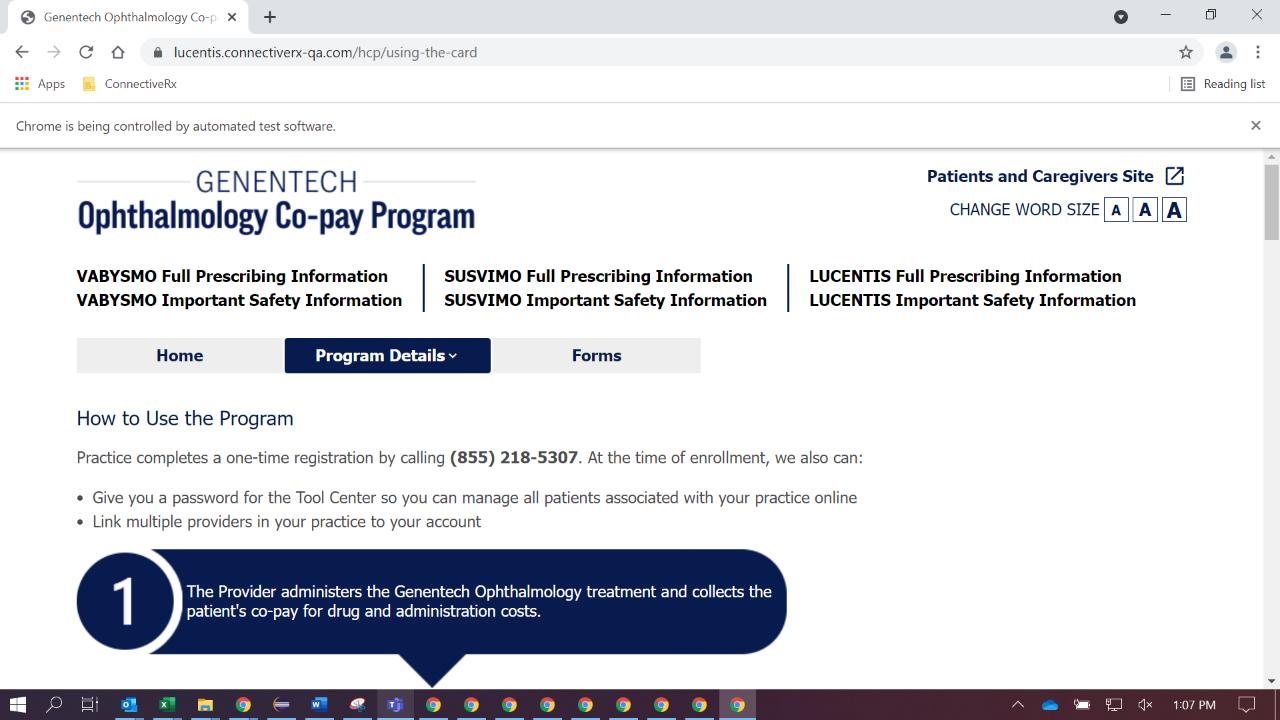 Genentech Ophthalmology Co-p
lucentis.connectiverx-qa.com/hcp/using-the-card
Apps
ConnectiveRx
Reading list
Chrome is being controlled by automated test software.
GENENTECH
Ophthalmology Co-pay Program
Patients and Caregivers Site
CHANGE WORD SIZE A A A
VABYSMO Full Prescribing Information
VABYSMO Important Safety Information
SUSVIMO Full Prescribing Information
SUSVIMO Important Safety Information
LUCENTIS Full Prescribing Information
LUCENTIS Important Safety Information
Home
Program Details
Forms
How to Use the Program
Practice completes a one-time registration by calling (855) 218-5307. At the time of enrollment, we also can:
• Give you a password for the Tool Center so you can manage all patients associated with your practice online
• Link multiple providers in your practice to your account
1
The Provider administers the Genentech Ophthalmology treatment and collects the
patient's co-pay for drug and administration costs.
1:07 PM